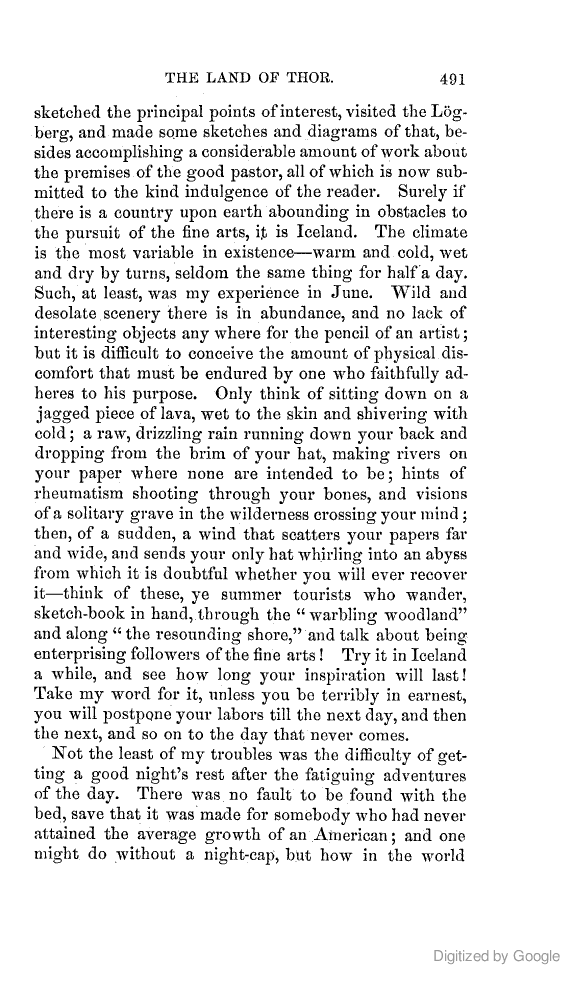 THE LAND OF THOR. 491
sketched the principal points of interest, visited the Lög-
berg, and made some sketches and diagrams of that, be-
sides accomplishing a considerable amount of work about
the premises of the good pastor, all of which is now sub-
mitted to the kind indulgence of the reader. Surely if
there is a country upon earth abounding in obstacles to
the pursuit of the fine arts, it is Iceland. The climate
is the most variable in existence—warm and cold, wet
and dry by turns, seldom the same thing for half a day.
Such, at least, was my experience in June. Wild and
desolate scenery there is in abundance, and no lack of
interesting objects any where for the pencil of an artist;
but it is difficult to conceive the amount of physical dis-
comfort that must be endured by one who faithfully ad-
heres to his purpose. Only think of sitting down on a
jagged piece of lava, wet to the skin and shivering with
cold; a raw, drizzling rain running down your back and
dropping from the brim of your hat, making rivers on
your paper where none are intended to be; hints of
rheumatism shooting through your bones, and visions
of a solitary grave in the wilderness crossing your mind;
then, of a sudden, a wind that scatters your papers far
and wide, and sends your only hat whirling into an abyss
from which it is doubtful whether you will ever recover
it—think of these, ye summer tourists who wander,
sketch-book in hand, through the "warbling woodland"
and along "the resounding shore," and talk about being
enterprising followers of the fine arts! Try it in Iceland
a while, and see how long your inspiration will last!
Take my word for it, unless you be terribly in earnest,
you will postpone your labors till the next day, and then
the next, and so on to the day that never comes.
Not the least of my troubles was the difficulty of get-
ting a good night's rest after the fatiguing adventures
of the day. There was no fault to be found with the
bed, save that it was made for somebody who had never
attained the average growth of an American; and one
might do without a night-cap, but how in the world
Digitized by Google